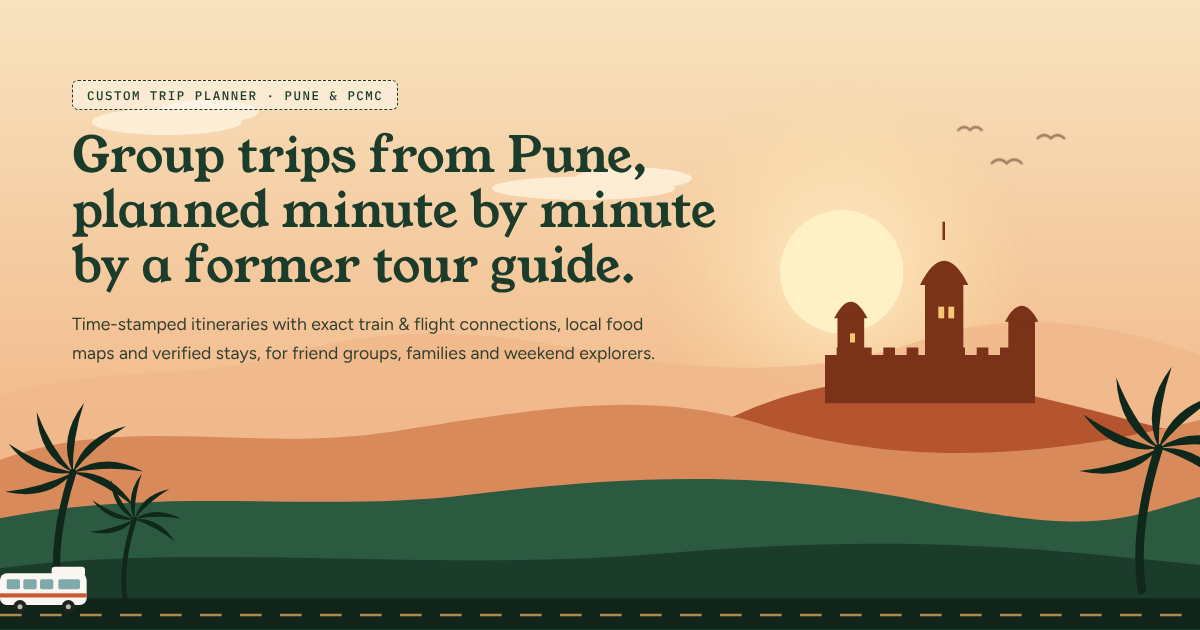 CUSTOM TRIP PLANNER · PUNE & PCMC
Group trips from Pune,
planned minute by minute
by a former tour guide.
Time-stamped itineraries with exact train & flight connections, local food
maps and verified stays, for friend groups, families and weekend explorers.